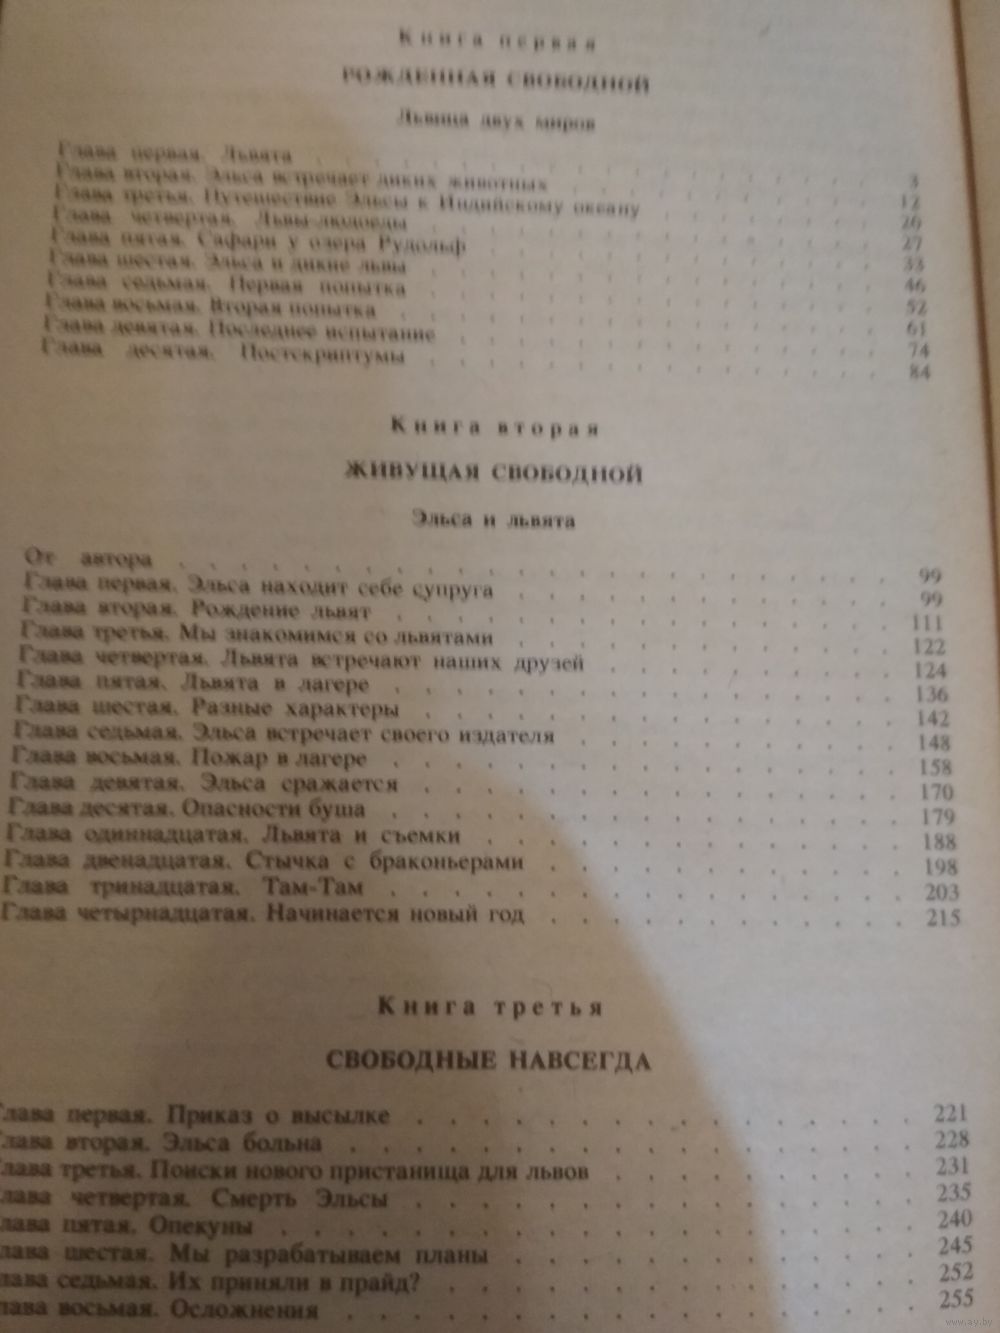 Книга первая
РОЖДЕННАЯ СВОБОДНОЙ
Львица двух миров
Глава первая. Львята . . . . . . . . . . . . . . . . . . 3
Глава вторая. Эльса встречает диких животных . . . . . . . . . . 12
Глава третья. Путешествие Эльсы к Индийскому океану . . . . . . . 20
Глава четвертая. Львы-людоеды . . . . . . . . . . . . . . 27
Глава пятая. Сафари у озера Рудольф . . . . . . . . . . . . 33
Глава шестая. Эльса и дикие львы . . . . . . . . . . . . . . 46
Глава седьмая. Первая попытка . . . . . . . . . . . . . . 52
Глава восьмая. Вторая попытка . . . . . . . . . . . . . . . 61
Глава девятая. Последнее испытание . . . . . . . . . . . . . 74
Глава десятая. Постскриптумы . . . . . . . . . . . . . . 84
Книга вторая
ЖИВУЩАЯ СВОБОДНОЙ
Эльса и львята
От автора . . . . . . . . . . . . . . . . . . . . . . 99
Глава первая. Эльса находит себе супруга . . . . . . . . . . . . 99
Глава вторая. Рождение львят . . . . . . . . . . . . . . . . 111
Глава третья. Мы знакомимся со львятами . . . . . . . . . . . . 122
Глава четвертая. Львята встречают наших друзей . . . . . . . . . 124
Глава пятая. Львята в лагере . . . . . . . . . . . . . . . . 136
Глава шестая. Разные характеры . . . . . . . . . . . . . . . 142
Глава седьмая. Эльса встречает своего издателя . . . . . . . . . . 148
Глава восьмая. Пожар в лагере . . . . . . . . . . . . . . . . 158
Глава девятая. Эльса сражается . . . . . . . . . . . . . . . 170
Глава десятая. Опасности буша . . . . . . . . . . . . . . . . 179
Глава одиннадцатая. Львята и съемки . . . . . . . . . . . . . 188
Глава двенадцатая. Стычка с браконьерами . . . . . . . . . . . 198
Глава тринадцатая. Там-Там . . . . . . . . . . . . . . . . 203
Глава четырнадцатая. Начинается новый год . . . . . . . . . . . 215
Книга третья
СВОБОДНЫЕ НАВСЕГДА
Глава первая. Приказ о высылке . . . . . . . . . . . . . . . 221
лава вторая. Эльса больна . . . . . . . . . . . . . . . . . 228
лава третья. Поиски нового пристанища для львов . . . . . . . . . 231
лава четвертая. Смерть Эльсы . . . . . . . . . . . . . . . 235
лава пятая. Опекуны . . . . . . . . . . . . . . . . . . . 240
лава шестая. Мы разрабатываем планы . . . . . . . . . . . . 245
лава седьмая. Их приняли в прайд? . . . . . . . . . . . . . . 252
лава восьмая. Осложнения . . . . . . . . . . . . . . . . . 255
www.ay.by